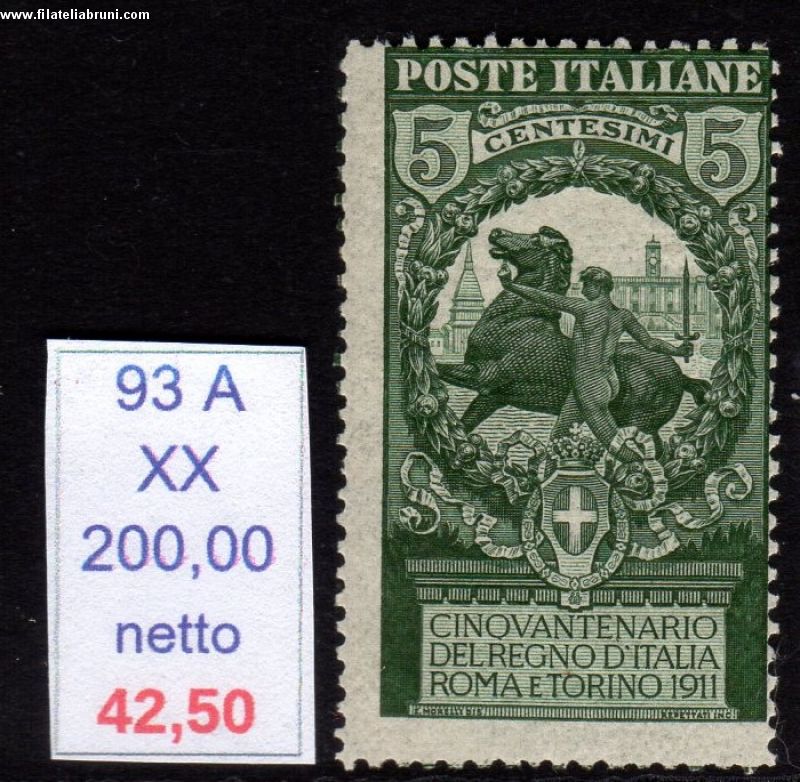 www.filateliabruni.com
POSTE ITALIANE
5 CENTESIMI 5
CINQVANTENARIO
DEL REGNO D'ITALIA
ROMA E TORINO 1911
93 A
XX
200,00
netto
42,50